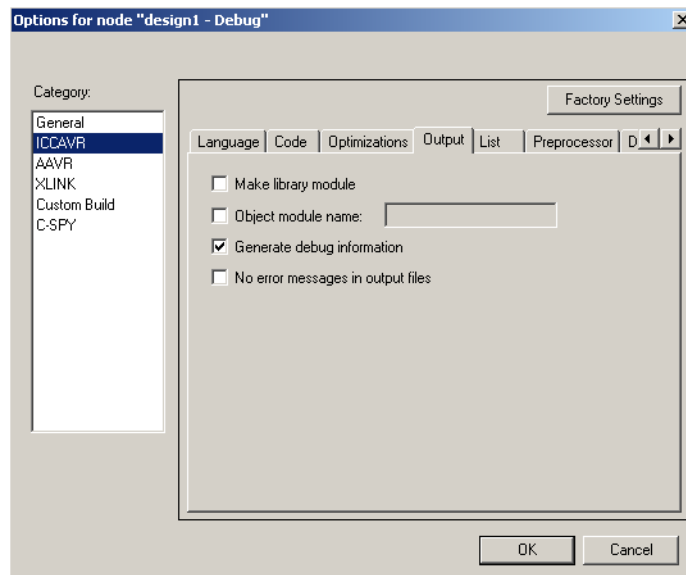 Options for node "design1 - Debug"
Category:
General
ICCAVR
AAVR
XLINK
Custom Build
C-SPY
Factory Settings
Language Code Optimizations Output List Preprocessor D
Make library module
Object module name:
Generate debug information
No error messages in output files
OK Cancel